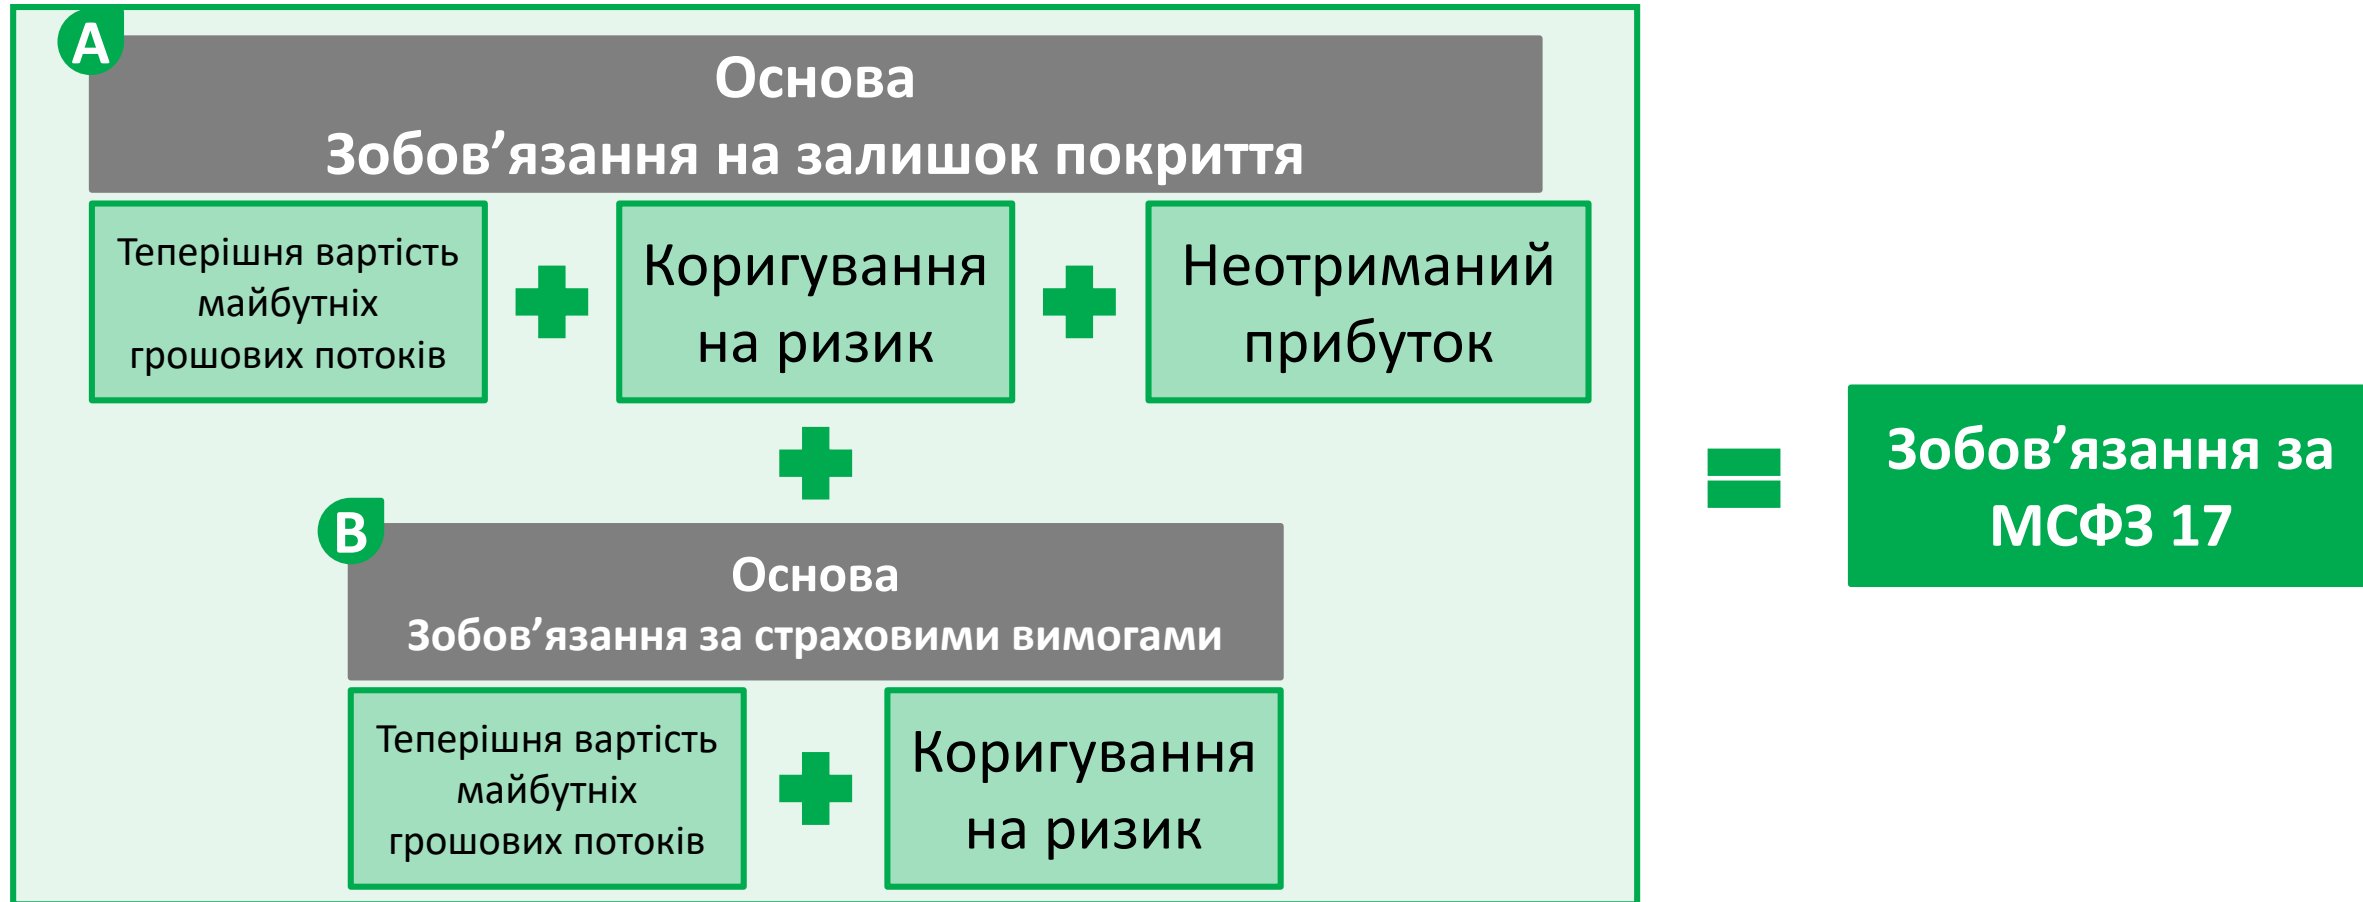 А
Основа
Зобов’язання на залишок покриття
Теперішня вартість
майбутніх
грошових потоків
Коригування
на ризик
Неотриманий
прибуток
В
Основа
Зобов’язання за страховими вимогами
Теперішня вартість
майбутніх
грошових потоків
Коригування
на ризик
Зобов’язання за
МСФЗ 17